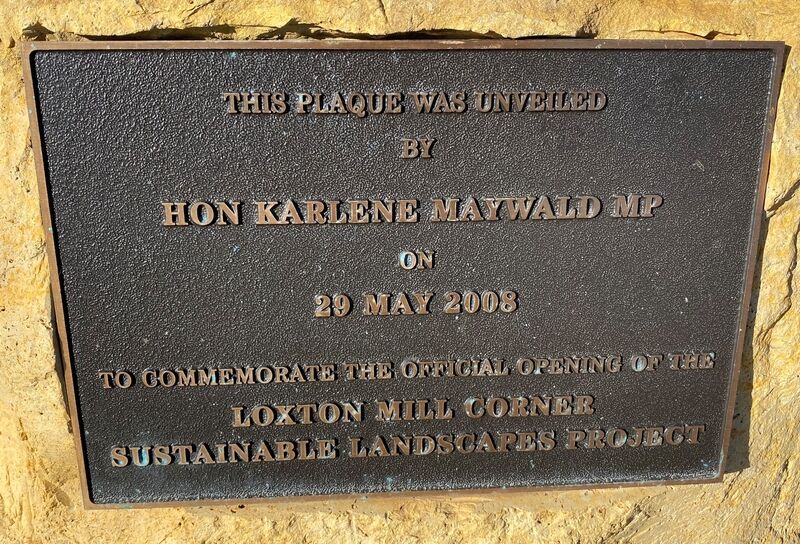 THIS PLAQUE WAS UNVEILED
BY
HON KARLENE MAYWALD MP
ON
29 MAY 2008
TO COMMEMORATE THE OFFICIAL OPENING OF THE
LOXTON MILL CORNER
SUSTAINABLE LANDSCAPES PROJECT